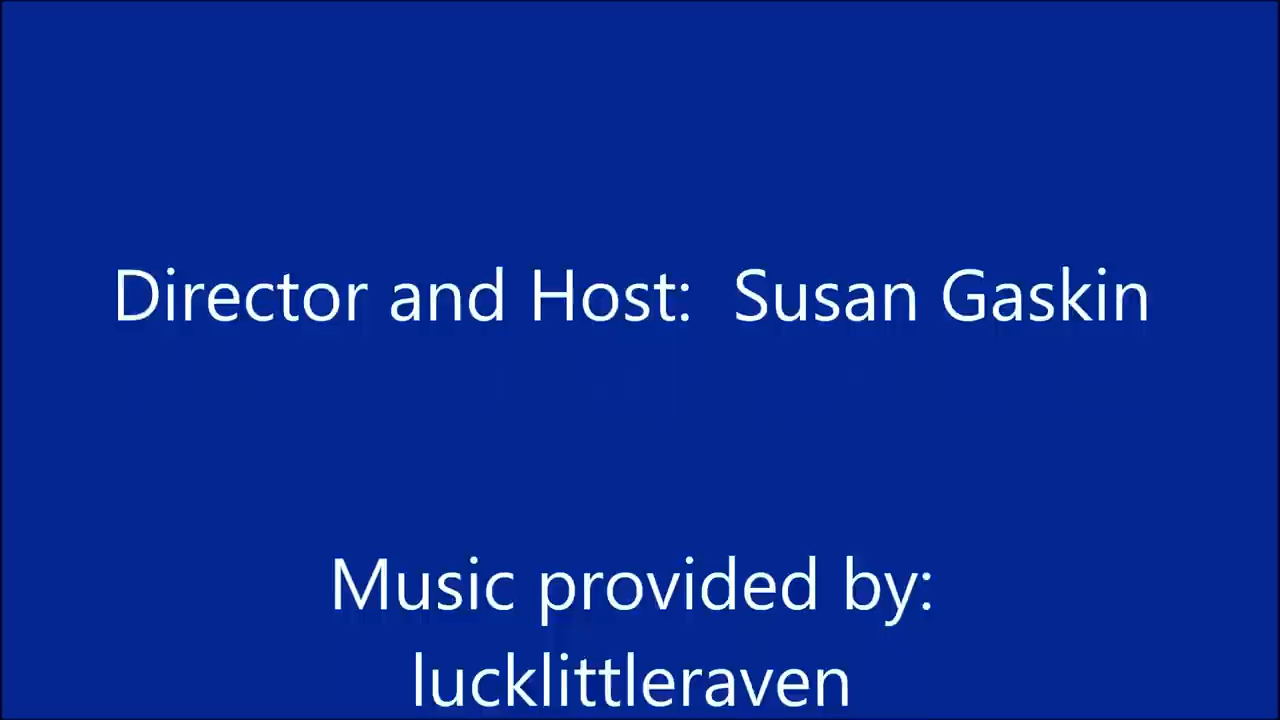 Director and Host:  Susan Gaskin
Music provided by:
lucklittleraven